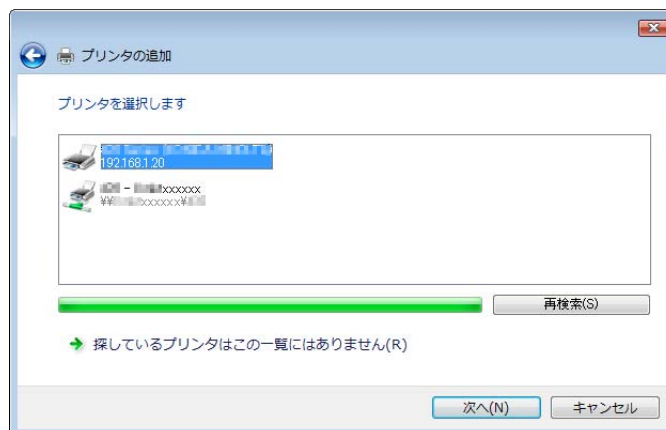 プリンタの追加
プリンタを選択します
192.168.1.20
xxxxxx
xxxxxx
再検索(S)
探しているプリンタはこの一覧にはありません(R)
次へ(N)
キャンセル